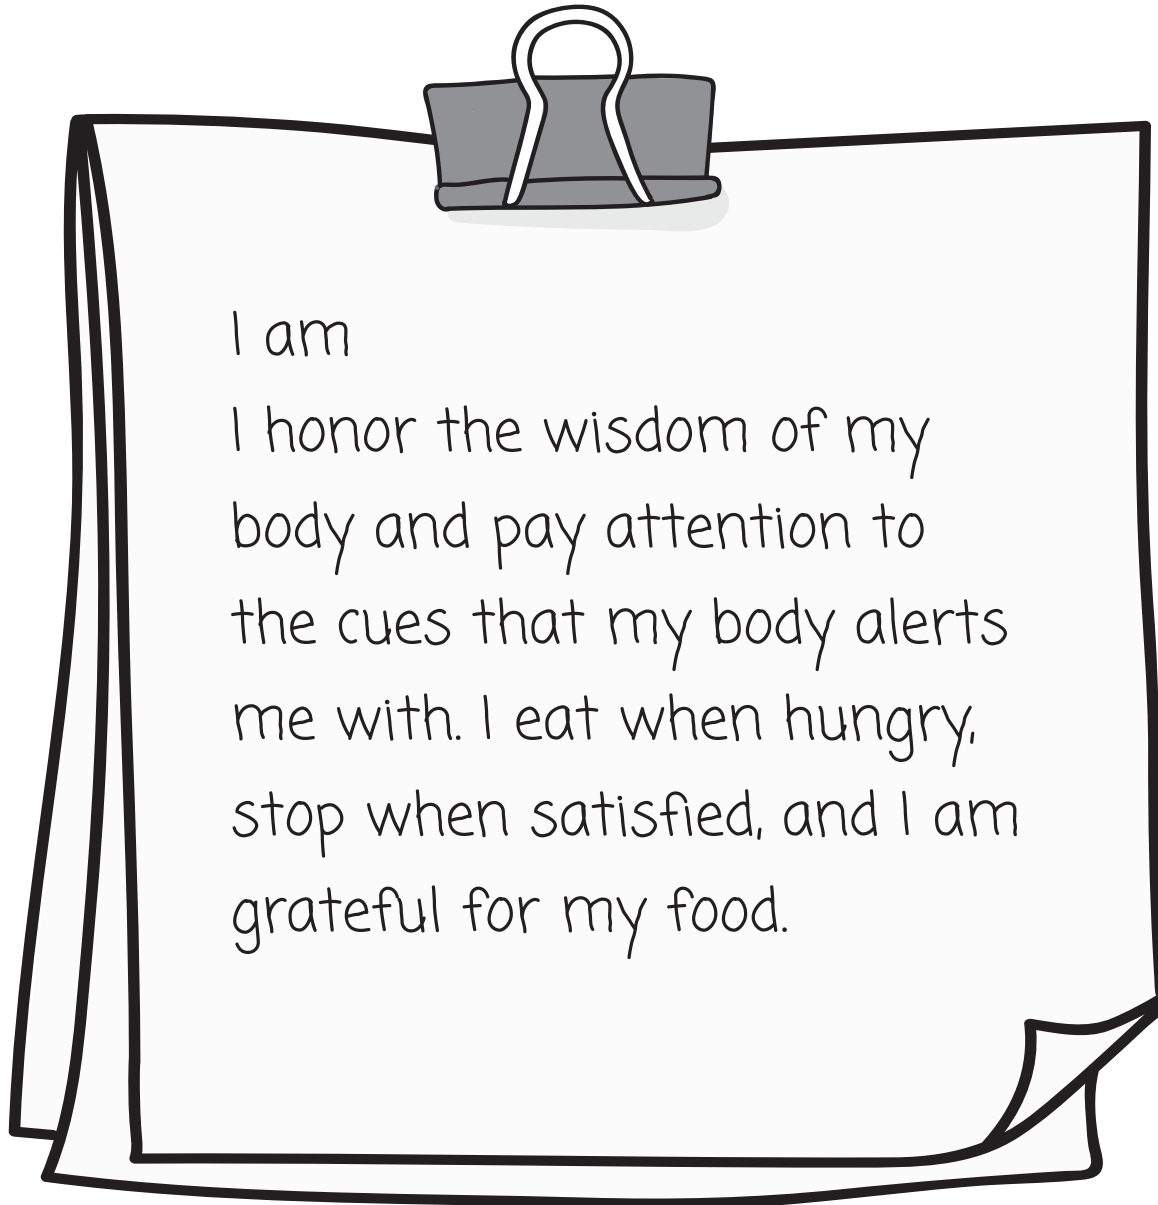 I am
I honor the wisdom of my
body and pay attention to
the cues that my body alerts
me with. I eat when hungry,
stop when satisfied, and I am
grateful for my food.